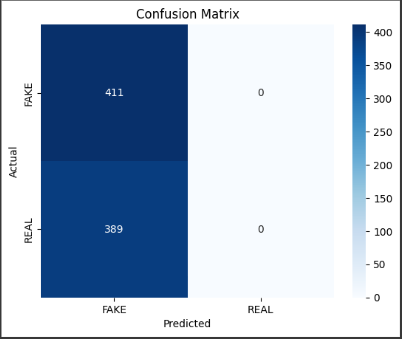 Confusion Matrix
FAKE
411
0
REAL
389
0
Actual
FAKE
REAL
Predicted
400
350
300
250
200
150
100
50
0